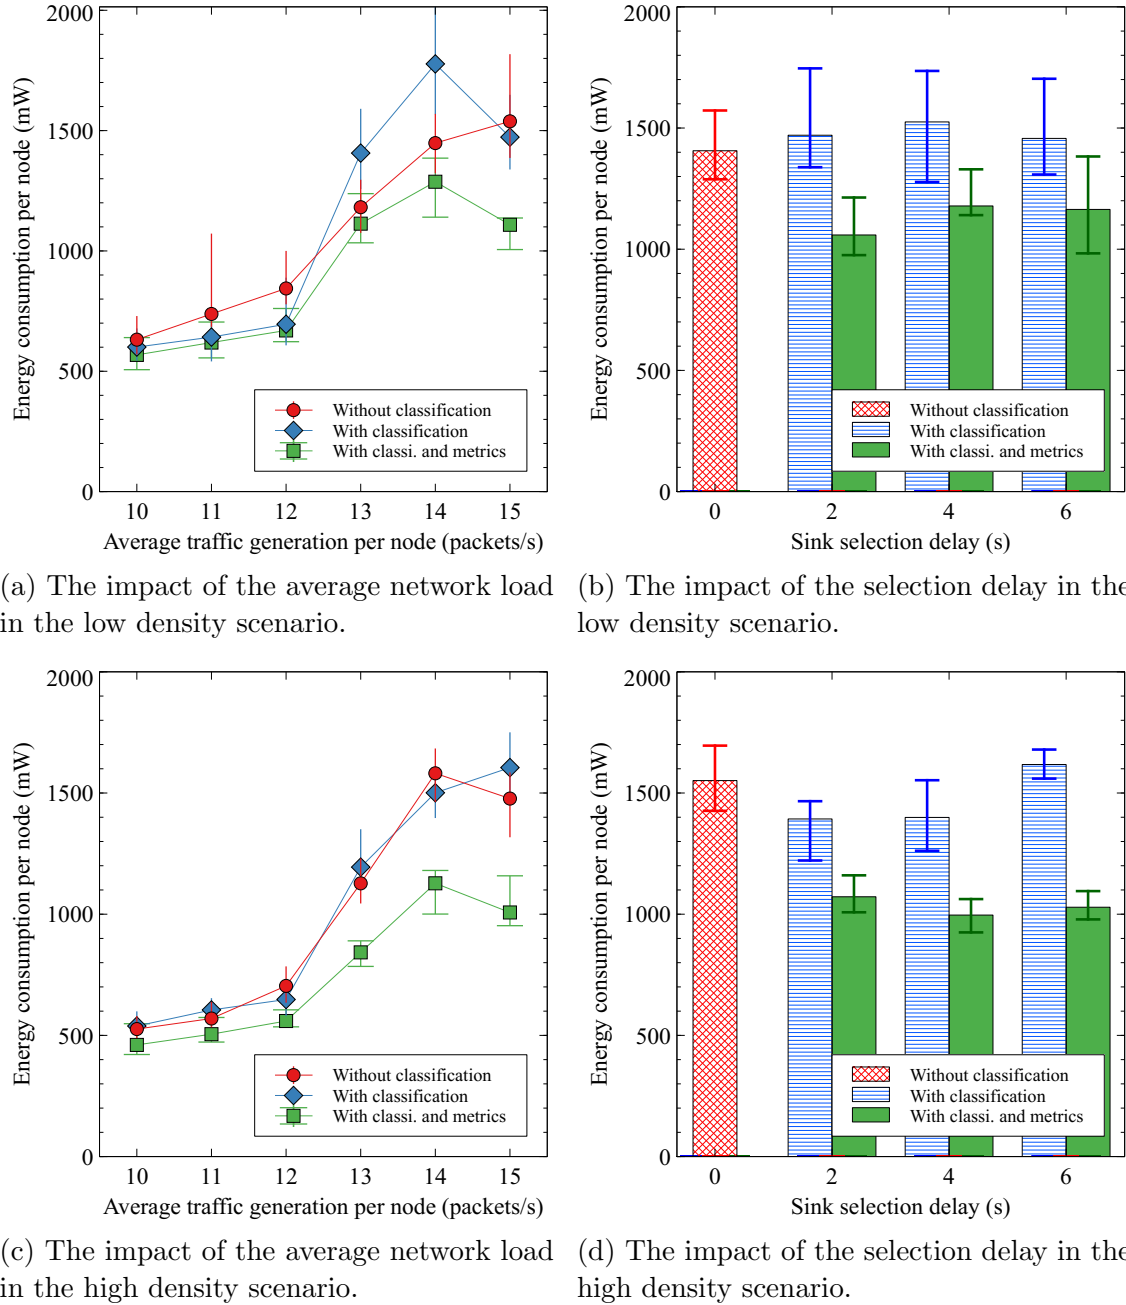 2000
1500
1000
500
0
Energy consumption per node (mW)
Without classification
With classification
With classi. and metrics
10 11 12 13 14 15
Average traffic generation per node (packets/s)
2000
1500
1000
500
0
Energy consumption per node (mW)
Without classification
With classification
With classi. and metrics
0 2 4 6
Sink selection delay (s)
(a) The impact of the average network load
in the low density scenario.
(b) The impact of the selection delay in the
low density scenario.
2000
1500
1000
500
0
Energy consumption per node (mW)
Without classification
With classification
With classi. and metrics
10 11 12 13 14 15
Average traffic generation per node (packets/s)
2000
1500
1000
500
0
Energy consumption per node (mW)
Without classification
With classification
With classi. and metrics
0 2 4 6
Sink selection delay (s)
(c) The impact of the average network load
in the high density scenario.
(d) The impact of the selection delay in the
high density scenario.